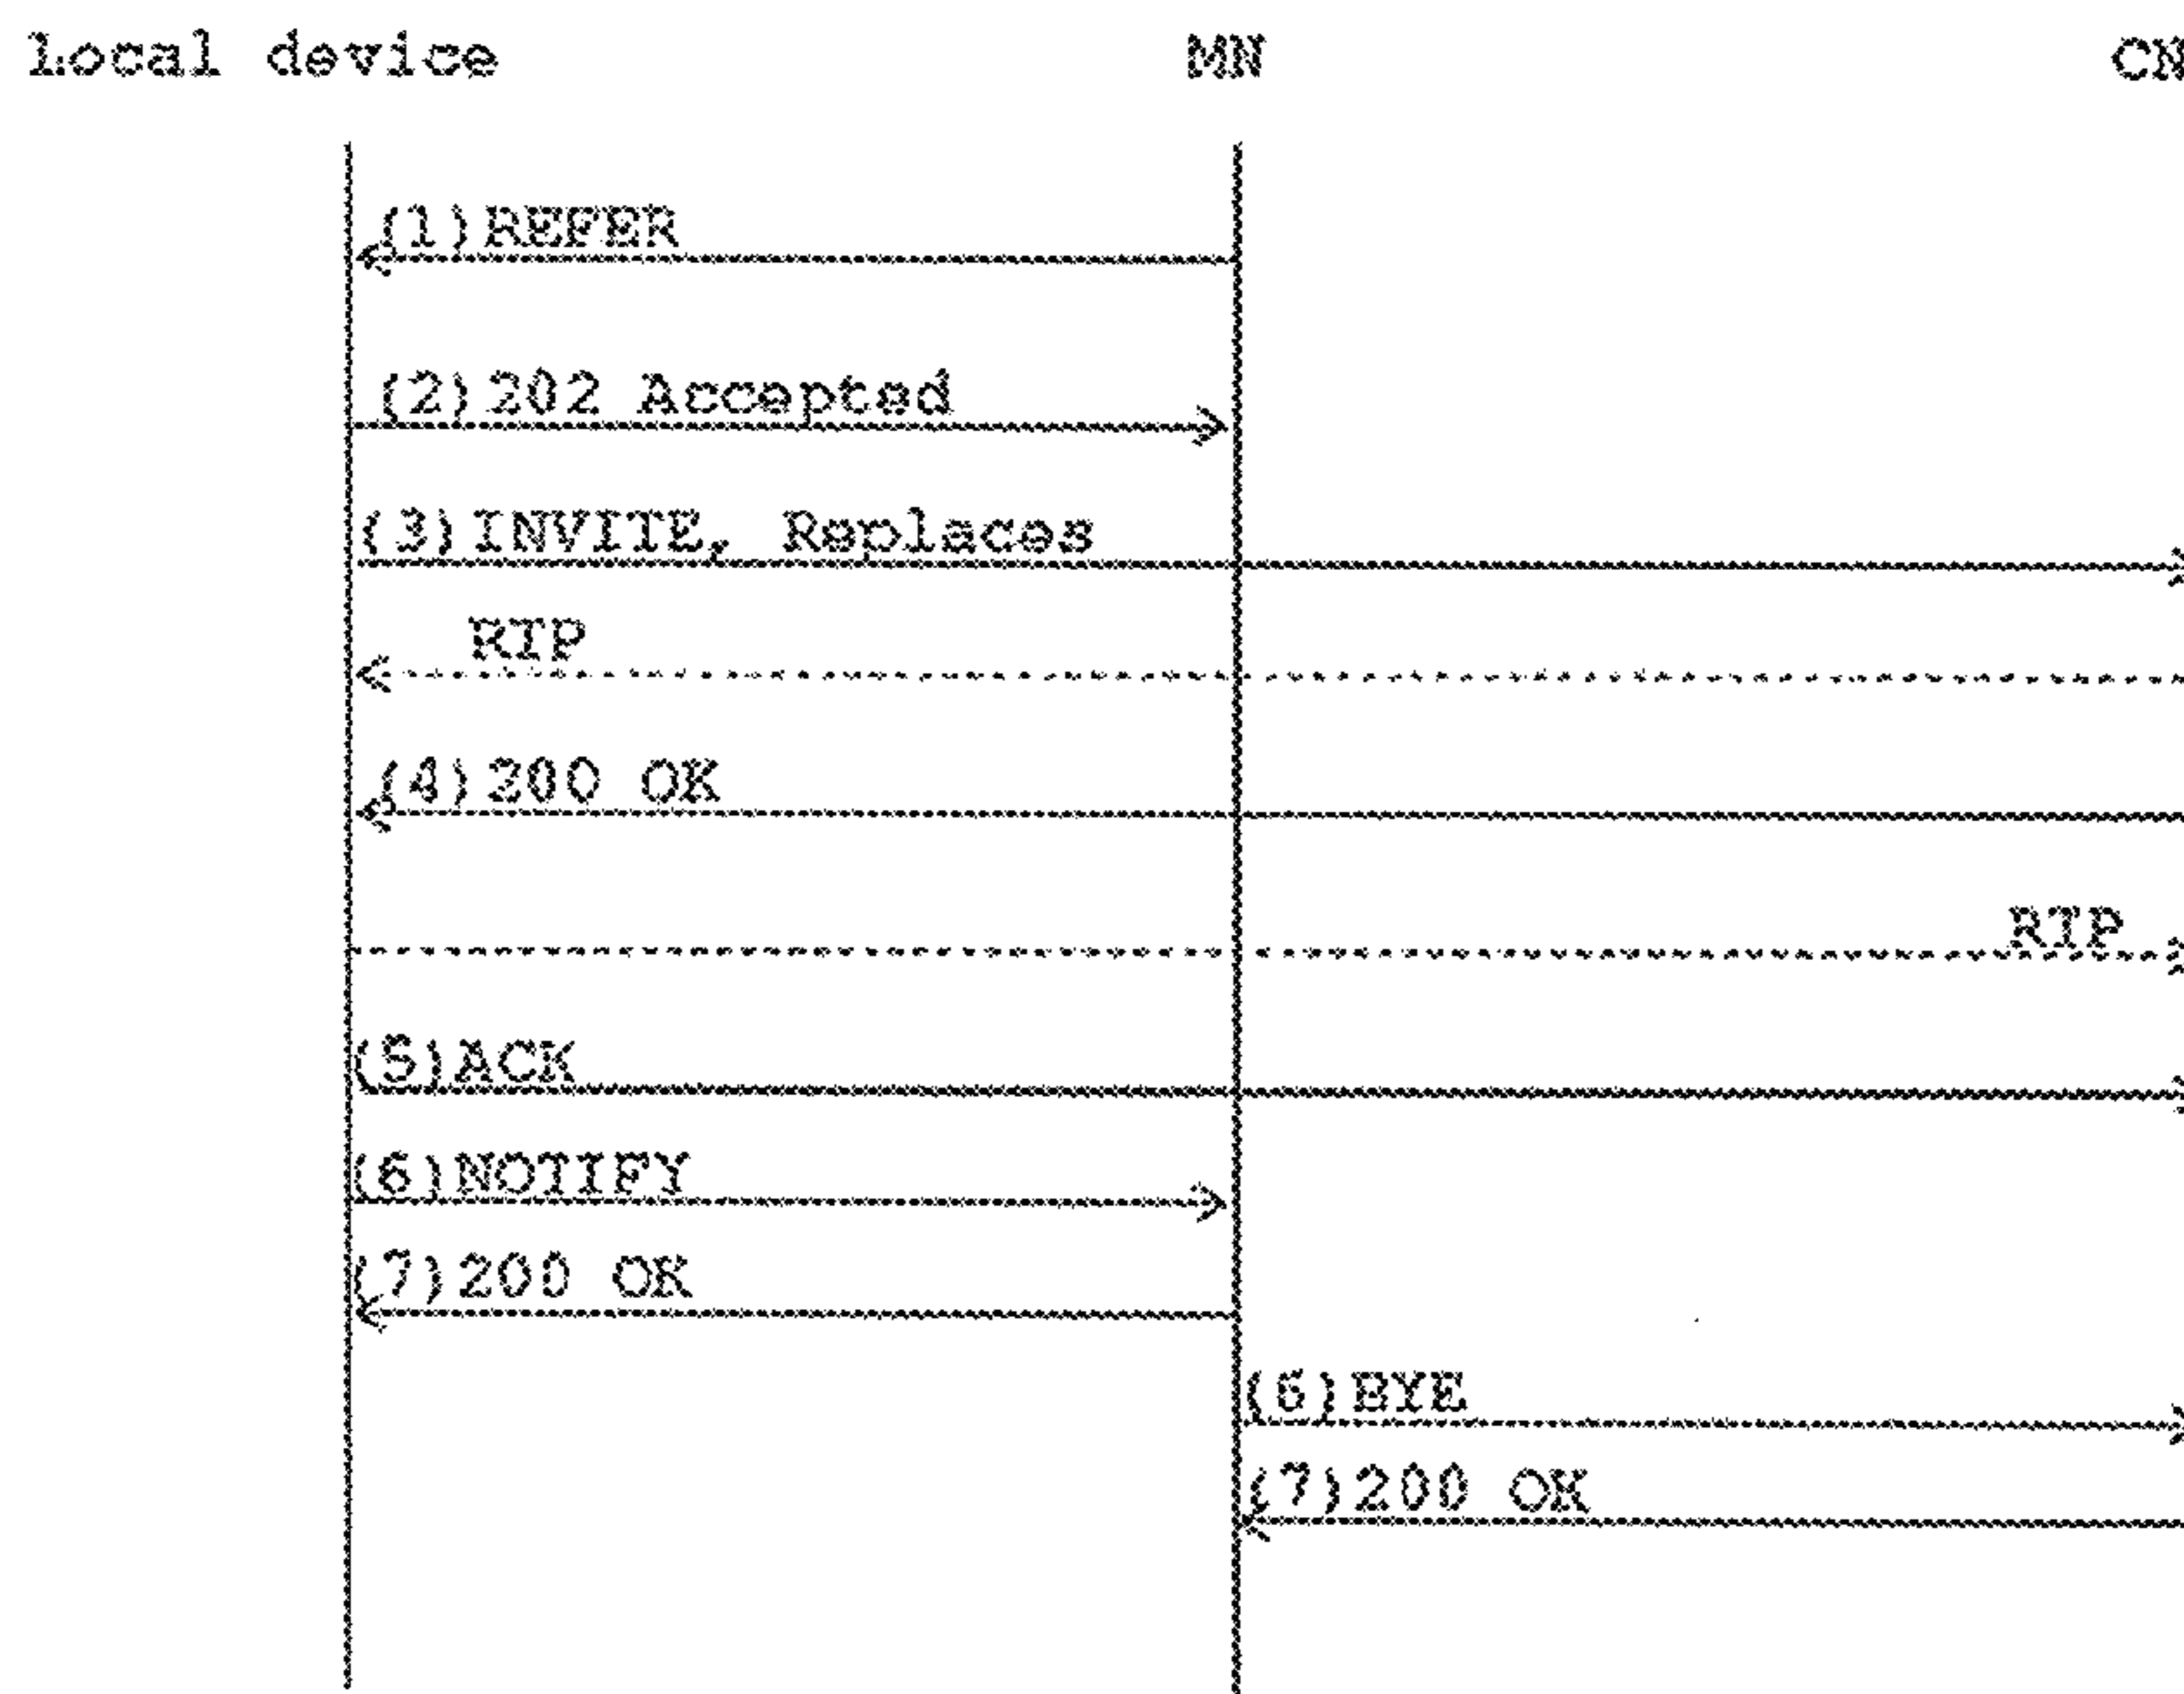 Local device MN CN
(1)REFER
(2)202 Accepted
(3)INVITE, Replaces
RTP
(4)200 OK
RTP
(5)ACK
(6)NOTIFY
(7)200 OK
(6)BYE
(7)200 OK